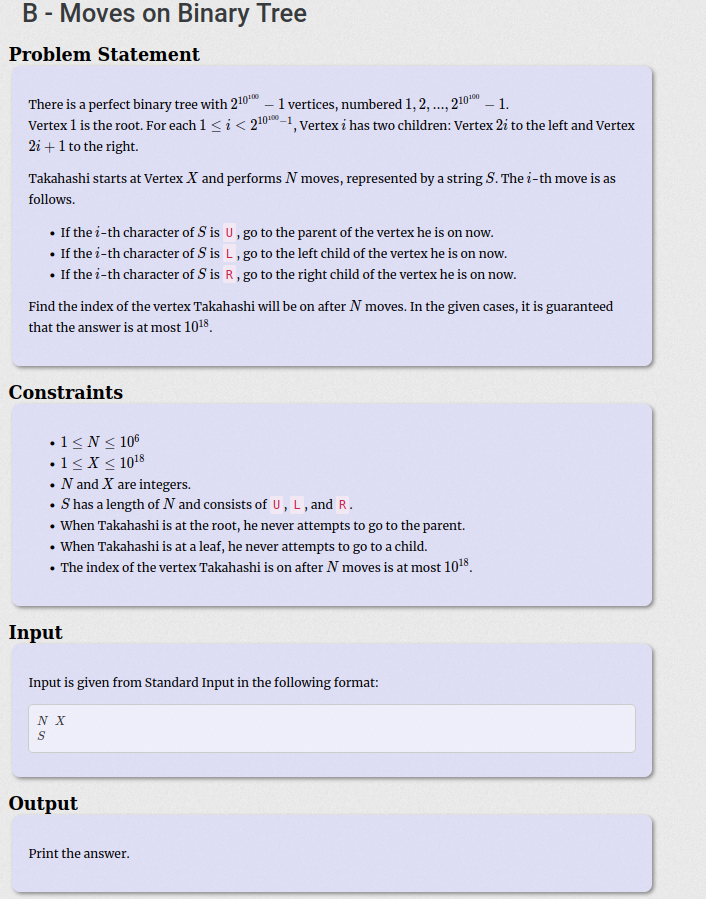 B - Moves on Binary Tree
Problem Statement
There is a perfect binary tree with 2^{10^{100}} − 1 vertices, numbered 1, 2, ..., 2^{10^{100}} − 1.
Vertex 1 is the root. For each 1 ≤ i < 2^{10^{100}−1}, Vertex i has two children: Vertex 2i to the left and Vertex
2i + 1 to the right.
Takahashi starts at Vertex X and performs N moves, represented by a string S. The i-th move is as
follows.
• If the i-th character of S is U, go to the parent of the vertex he is on now.
• If the i-th character of S is L, go to the left child of the vertex he is on now.
• If the i-th character of S is R, go to the right child of the vertex he is on now.
Find the index of the vertex Takahashi will be on after N moves. In the given cases, it is guaranteed
that the answer is at most 10^{18}.
Constraints
• 1 ≤ N ≤ 10^6
• 1 ≤ X ≤ 10^{18}
• N and X are integers.
• S has a length of N and consists of U, L, and R.
• When Takahashi is at the root, he never attempts to go to the parent.
• When Takahashi is at a leaf, he never attempts to go to a child.
• The index of the vertex Takahashi is on after N moves is at most 10^{18}.
Input
Input is given from Standard Input in the following format:
N X
S
Output
Print the answer.